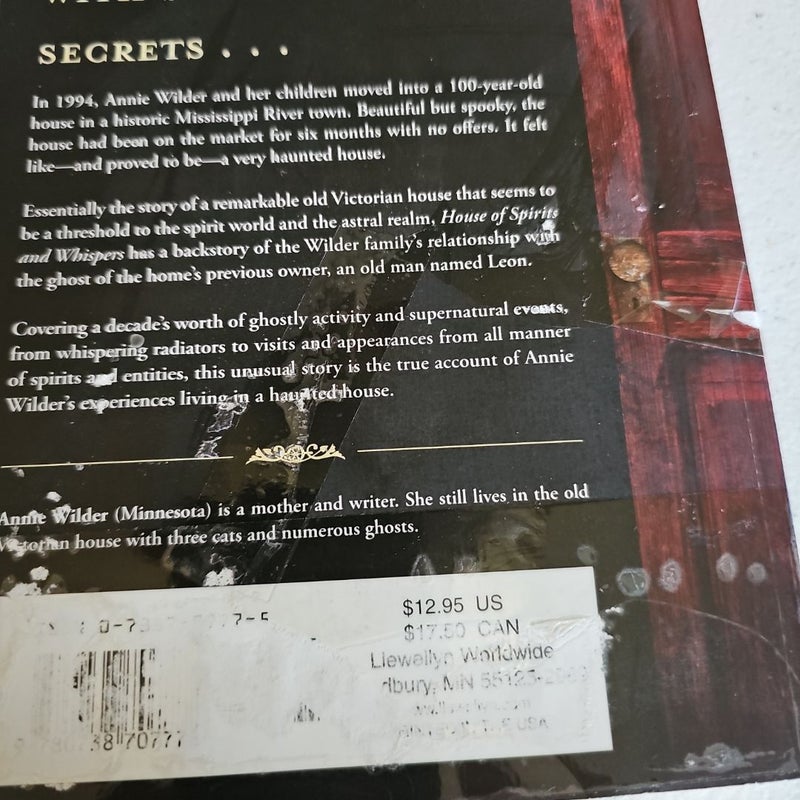 SECRETS . . .
In 1994, Annie Wilder and her children moved into a 100-year-old
house in a historic Mississippi River town. Beautiful but spooky, the
house had been on the market for six months with no offers. It felt
like—and proved to be—a very haunted house.
Essentially the story of a remarkable old Victorian house that seems to
be a threshold to the spirit world and the astral realm, House of Spirits
and Whispers has a backstory of the Wilder family's relationship with
the ghost of the home's previous owner, an old man named Leon.
Covering a decade's worth of ghostly activity and supernatural events,
from whispering radiators to visits and appearances from all manner
of spirits and entities, this unusual story is the true account of Annie
Wilder's experiences living in a haunted house.
Annie Wilder (Minnesota) is a mother and writer. She still lives in the old
Victorian house with three cats and numerous ghosts.
$12.95 US
$17.50 CAN
Llewellyn Worldwide
MN
USA